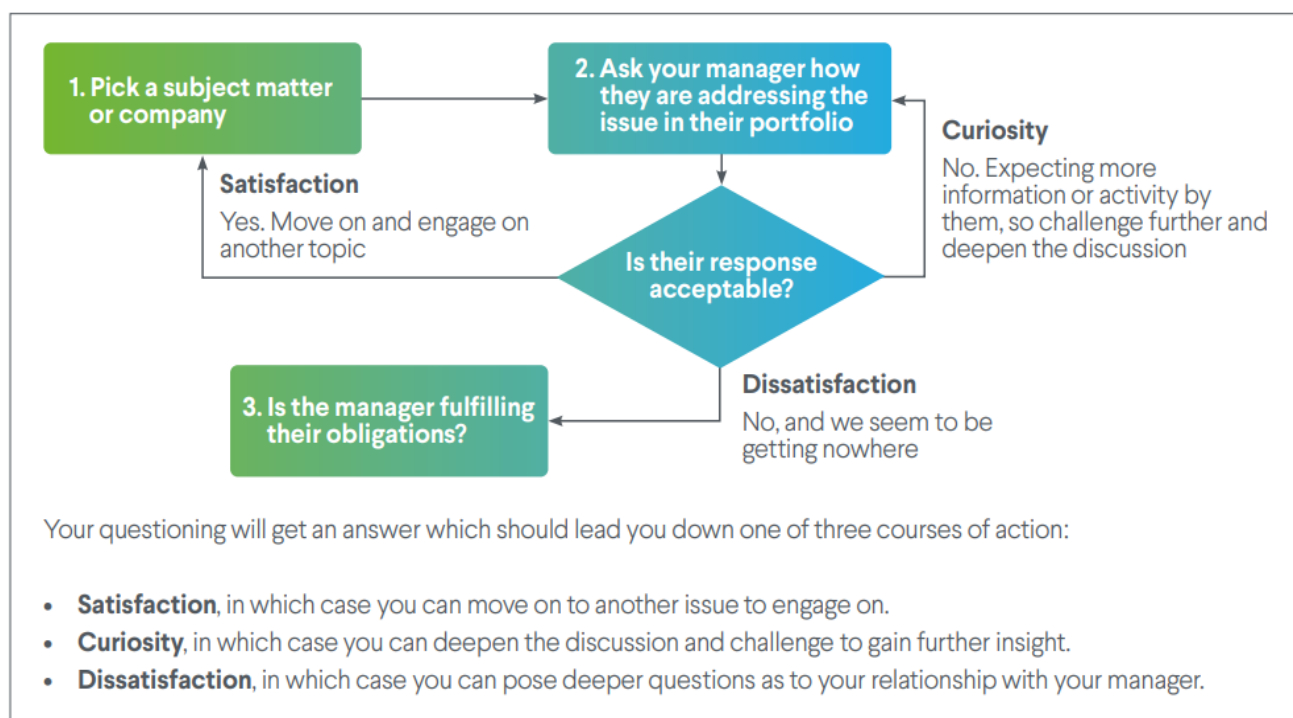 1. Pick a subject matter
or company
2. Ask your manager how
they are addressing the
issue in their portfolio
Curiosity
No. Expecting more
information or activity by
them, so challenge further and
deepen the discussion
Satisfaction
Yes. Move on and engage on
another topic
Is their response
acceptable?
Dissatisfaction
No, and we seem to be
getting nowhere
3. Is the manager fulfilling
their obligations?
Your questioning will get an answer which should lead you down one of three courses of action:
• Satisfaction, in which case you can move on to another issue to engage on.
• Curiosity, in which case you can deepen the discussion and challenge to gain further insight.
• Dissatisfaction, in which case you can pose deeper questions as to your relationship with your manager.